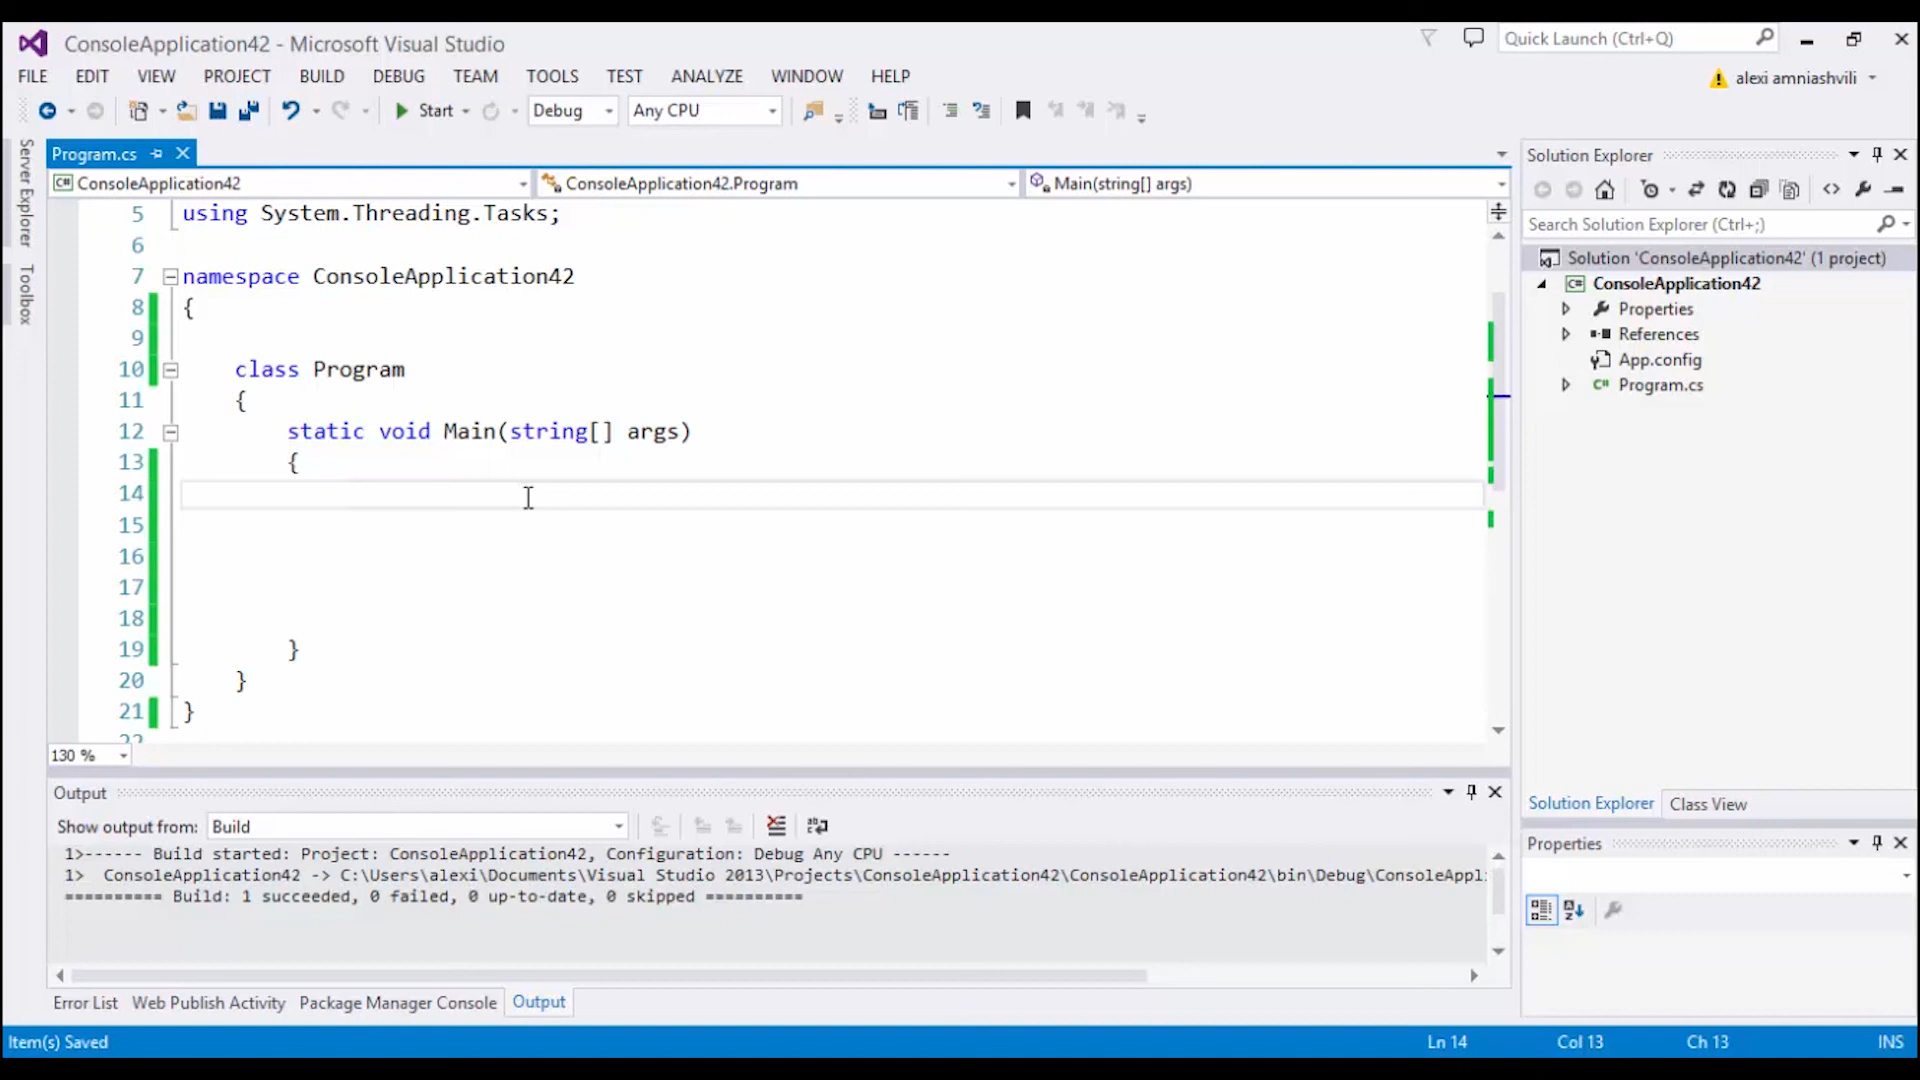 ConsoleApplication42 - Microsoft Visual Studio
Quick Launch (Ctrl+Q)
FILE EDIT VIEW PROJECT BUILD DEBUG TEAM TOOLS TEST ANALYZE WINDOW HELP
alexi amniashvili
Start Debug Any CPU
Server Explorer
Toolbox
Program.cs
ConsoleApplication42 ConsoleApplication42.Program Main(string[] args)
5 using System.Threading.Tasks;
6
7 namespace ConsoleApplication42
8 {
9
10 class Program
11 {
12 static void Main(string[] args)
13 {
14
15
16
17
18
19 }
20 }
21 }
22
130 %
Output
Show output from: Build
1>------ Build started: Project: ConsoleApplication42, Configuration: Debug Any CPU ------
1> ConsoleApplication42 -> C:\Users\alexi\Documents\Visual Studio 2013\Projects\ConsoleApplication42\ConsoleApplication42\bin\Debug\ConsoleAppl
========== Build: 1 succeeded, 0 failed, 0 up-to-date, 0 skipped ==========
Error List Web Publish Activity Package Manager Console Output
Solution Explorer
Search Solution Explorer (Ctrl+;)
Solution 'ConsoleApplication42' (1 project)
ConsoleApplication42
Properties
References
App.config
Program.cs
Solution Explorer Class View
Properties
Item(s) Saved Ln 14 Col 13 Ch 13 INS